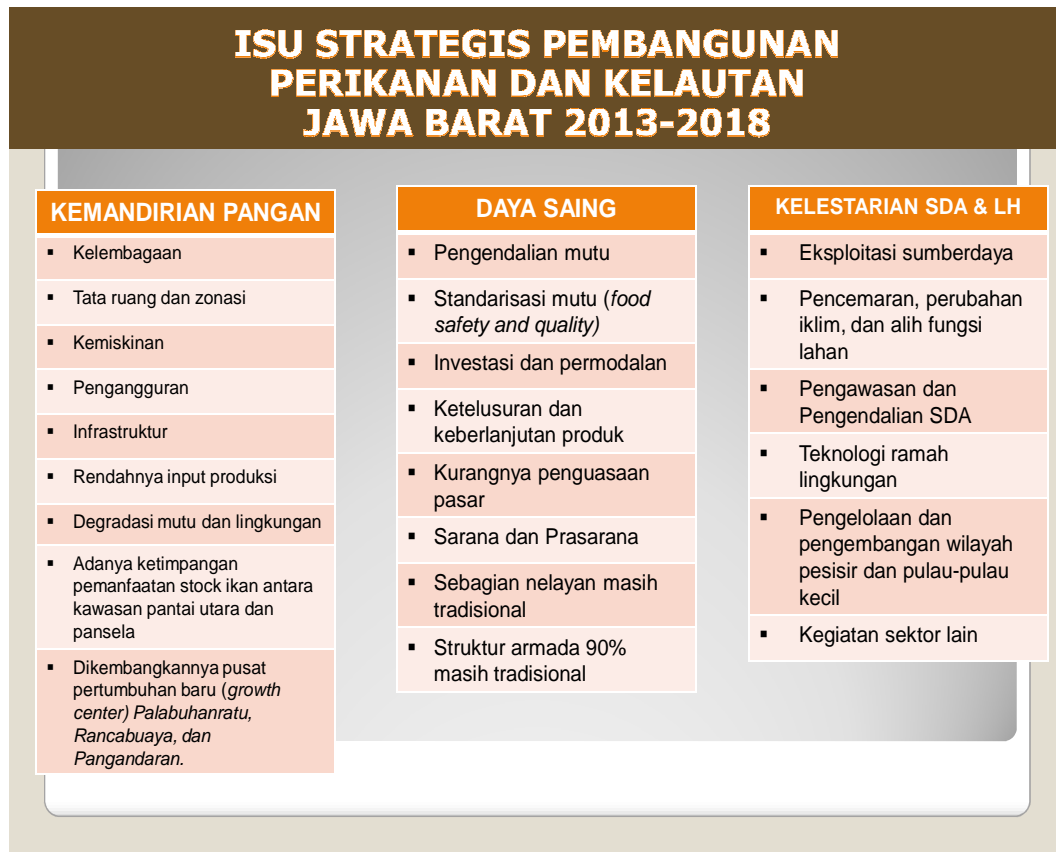 ISU STRATEGIS PEMBANGUNAN
PERIKANAN DAN KELAUTAN
JAWA BARAT 2013-2018
KEMANDIRIAN PANGAN
▪ Kelembagaan
▪ Tata ruang dan zonasi
▪ Kemiskinan
▪ Pengangguran
▪ Infrastruktur
▪ Rendahnya input produksi
▪ Degradasi mutu dan lingkungan
▪ Adanya ketimpangan
pemanfaatan stock ikan antara
kawasan pantai utara dan
pansela
▪ Dikembangkannya pusat
pertumbuhan baru (growth
center) Palabuhanratu,
Rancabuaya, dan
Pangandaran.
DAYA SAING
▪ Pengendalian mutu
▪ Standarisasi mutu (food
safety and quality)
▪ Investasi dan permodalan
▪ Ketelusuran dan
keberlanjutan produk
▪ Kurangnya penguasaan
pasar
▪ Sarana dan Prasarana
▪ Sebagian nelayan masih
tradisional
▪ Struktur armada 90%
masih tradisional
KELESTARIAN SDA & LH
▪ Eksploitasi sumberdaya
▪ Pencemaran, perubahan
iklim, dan alih fungsi
lahan
▪ Pengawasan dan
Pengendalian SDA
▪ Teknologi ramah
lingkungan
▪ Pengelolaan dan
pengembangan wilayah
pesisir dan pulau-pulau
kecil
▪ Kegiatan sektor lain